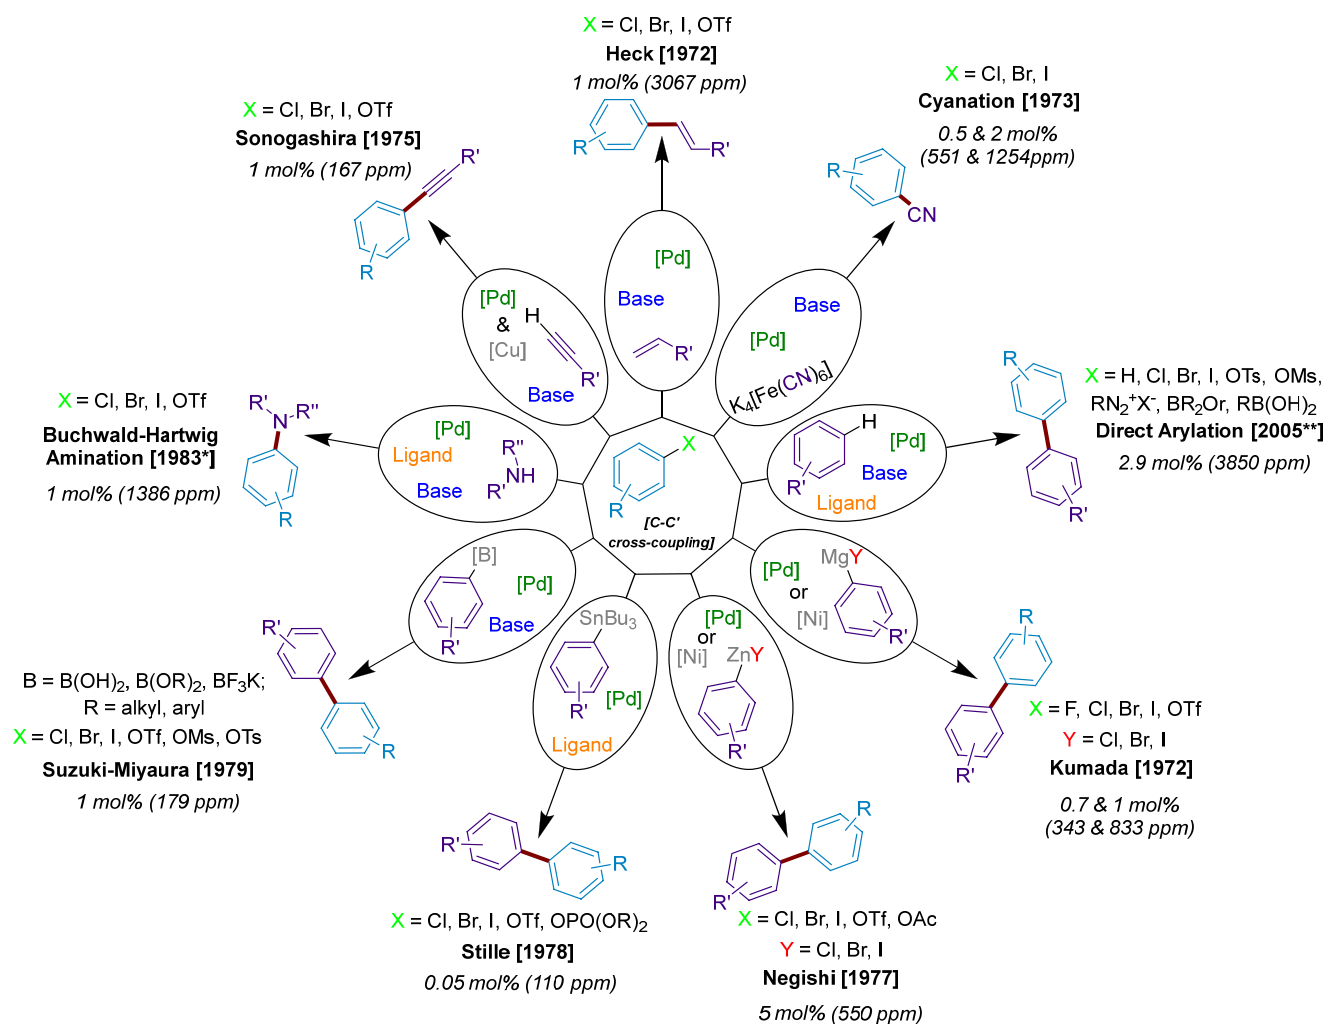 X = Cl, Br, I, OTf
Heck [1972]
1 mol% (3067 ppm)
R
R'
X = Cl, Br, I
Cyanation [1973]
0.5 & 2 mol%
(551 & 1254ppm)
R
CN
X = Cl, Br, I, OTf
Sonogashira [1975]
1 mol% (167 ppm)
R'
R
[Pd]
Base
R'
[Pd]
&
[Cu]
H
R'
Base
Base
[Pd]
K4[Fe(CN)6]
X = H, Cl, Br, I, OTs, OMs,
RN2+X-, BR2Or, RB(OH)2
Direct Arylation [2005**]
2.9 mol% (3850 ppm)
R
R'
X = Cl, Br, I, OTf
Buchwald-Hartwig
Amination [1983*]
1 mol% (1386 ppm)
R'
R''
N
R
[Pd]
Ligand
Base
R''
R'
NH
X
R
[C-C'
cross-coupling]
H
[Pd]
R'
Base
Ligand
[B]
[Pd]
R'
Base
MgY
[Pd]
or
[Ni]
R'
SnBu3
R'
[Pd]
Ligand
[Pd]
or
[Ni]
ZnY
R'
R'
R
B = B(OH)2, B(OR)2, BF3K;
R = alkyl, aryl
X = Cl, Br, I, OTf, OMs, OTs
Suzuki-Miyaura [1979]
1 mol% (179 ppm)
R
R'
X = F, Cl, Br, I, OTf
Y = Cl, Br, I
Kumada [1972]
0.7 & 1 mol%
(343 & 833 ppm)
R'
R
X = Cl, Br, I, OTf, OPO(OR)2
Stille [1978]
0.05 mol% (110 ppm)
R
R'
X = Cl, Br, I, OTf, OAc
Y = Cl, Br, I
Negishi [1977]
5 mol% (550 ppm)